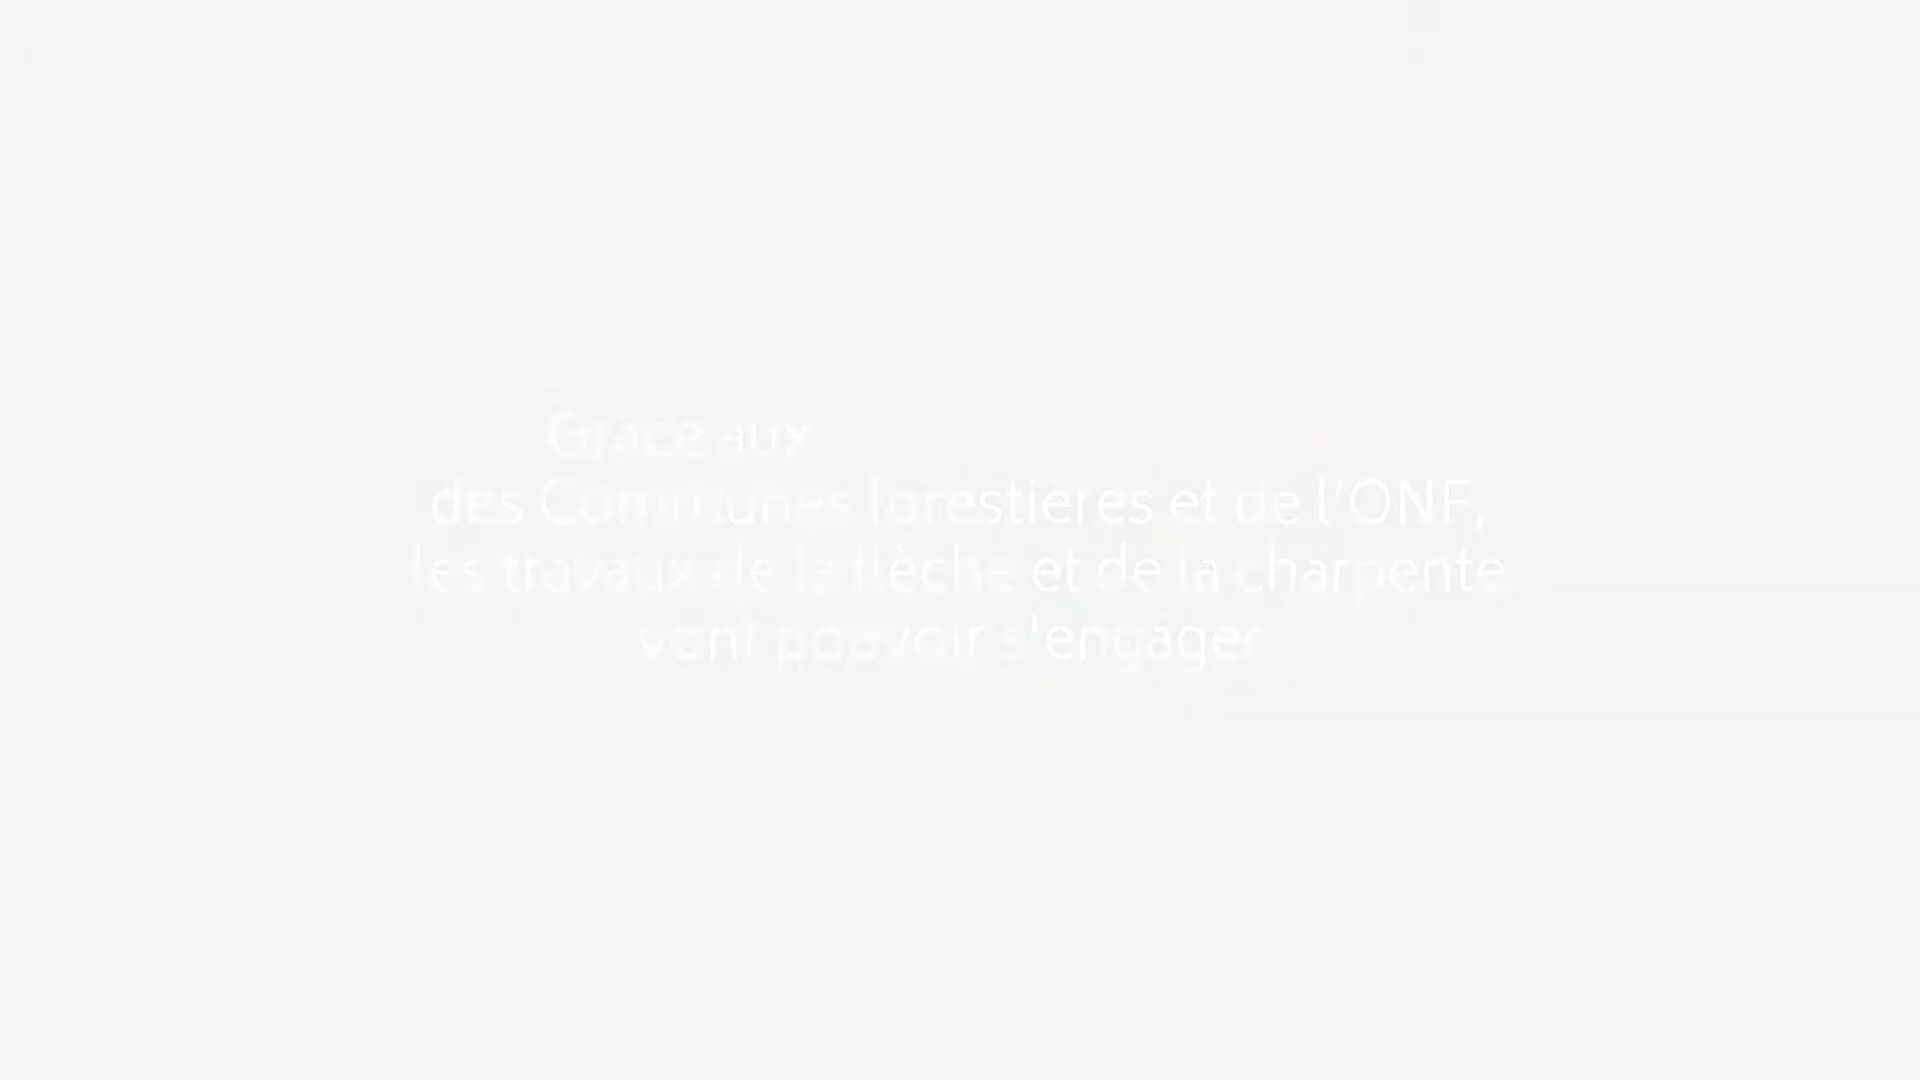 Grâce aux
des Communes forestières et de l'ONF,
les travaux de la flèche et de la charpente
vont pouvoir s'engager